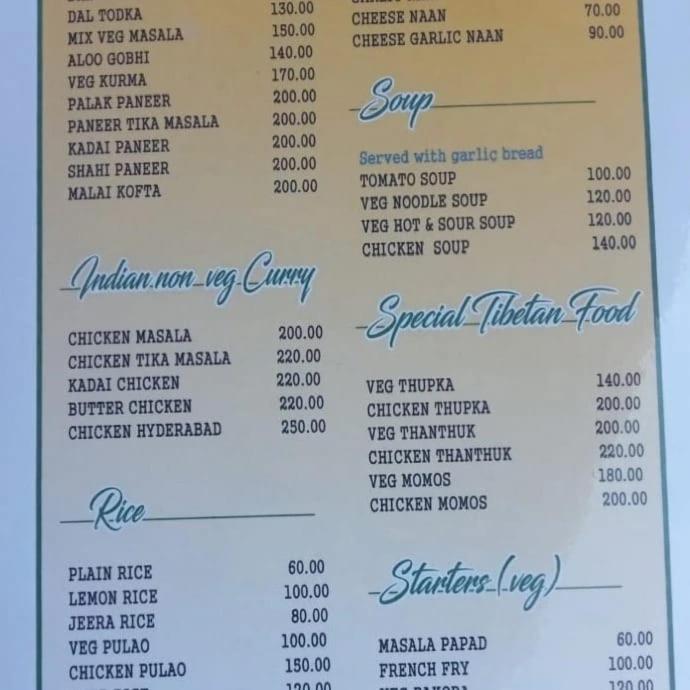 DAL TODKA 130.00
MIX VEG MASALA 150.00
ALOO GOBHI 140.00
VEG KURMA 170.00
PALAK PANEER 200.00
PANEER TIKA MASALA 200.00
KADAI PANEER 200.00
SHAHI PANEER 200.00
MALAI KOFTA 200.00
Indian non veg Curry
CHICKEN MASALA 200.00
CHICKEN TIKA MASALA 220.00
KADAI CHICKEN 220.00
BUTTER CHICKEN 220.00
CHICKEN HYDERABAD 250.00
Rice
PLAIN RICE 60.00
LEMON RICE 100.00
JEERA RICE 80.00
VEG PULAO 100.00
CHICKEN PULAO 150.00
120.00
CHEESE NAAN 70.00
CHEESE GARLIC NAAN 90.00
Soup
Served with garlic bread
TOMATO SOUP 100.00
VEG NOODLE SOUP 120.00
VEG HOT & SOUR SOUP 120.00
CHICKEN SOUP 140.00
Special Tibetan Food
VEG THUPKA 140.00
CHICKEN THUPKA 200.00
VEG THANTHUK 200.00
CHICKEN THANTHUK 220.00
VEG MOMOS 180.00
CHICKEN MOMOS 200.00
Starters (veg)
MASALA PAPAD 60.00
FRENCH FRY 100.00
VEG PAKORA 120.00